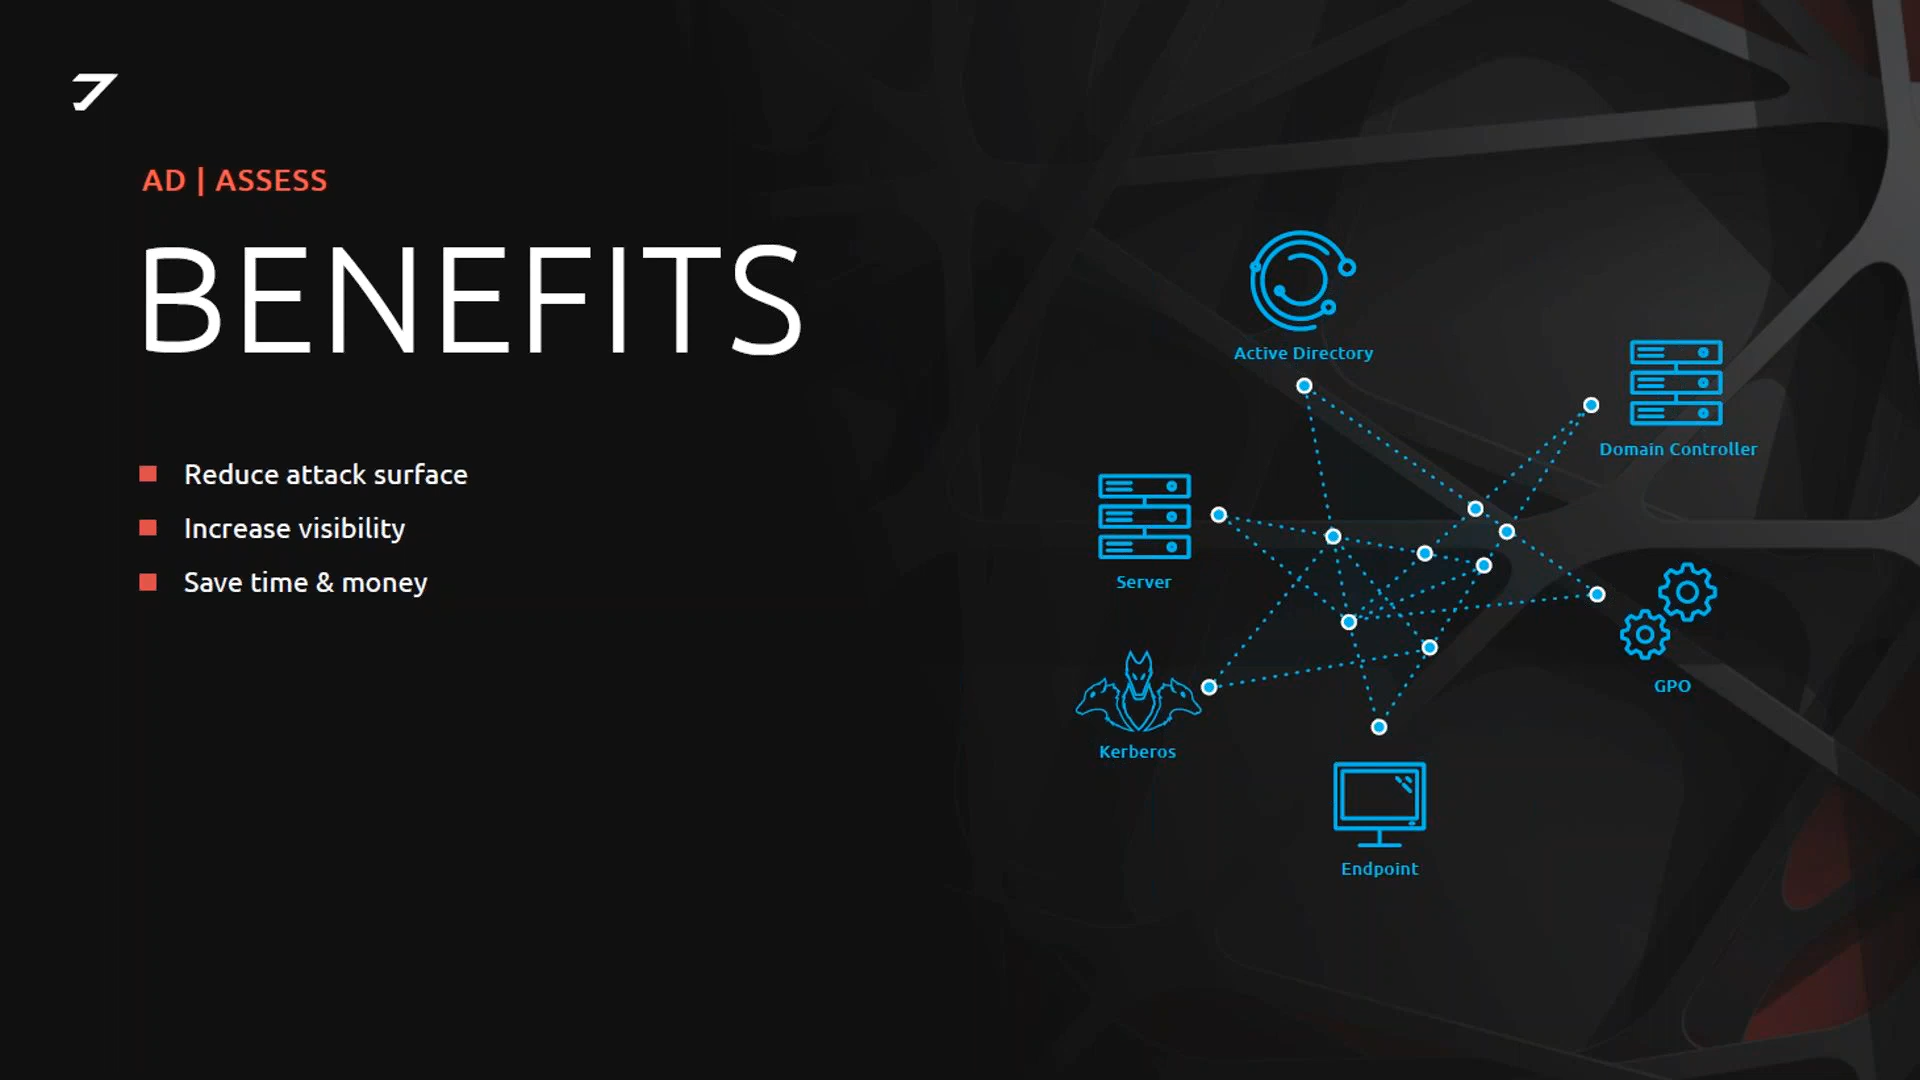 AD | ASSESS
BENEFITS
Reduce attack surface
Increase visibility
Save time & money
Active Directory
Domain Controller
Server
GPO
Kerberos
Endpoint